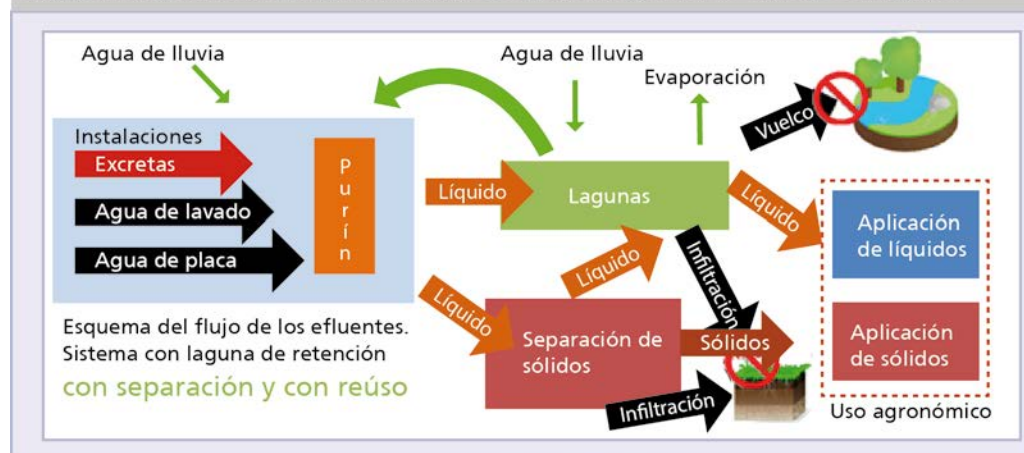 Agua de lluvia
Agua de lluvia
Evaporación
Vuelco
Instalaciones
Excretas
Agua de lavado
Agua de placa
Purín
Líquido
Lagunas
Líquido
Aplicación
de líquidos
Líquido
Líquido
Infiltración
Separación de
sólidos
Sólidos
Aplicación
de sólidos
Infiltración
Uso agronómico
Esquema del flujo de los efluentes.
Sistema con laguna de retención
con separación y con reúso